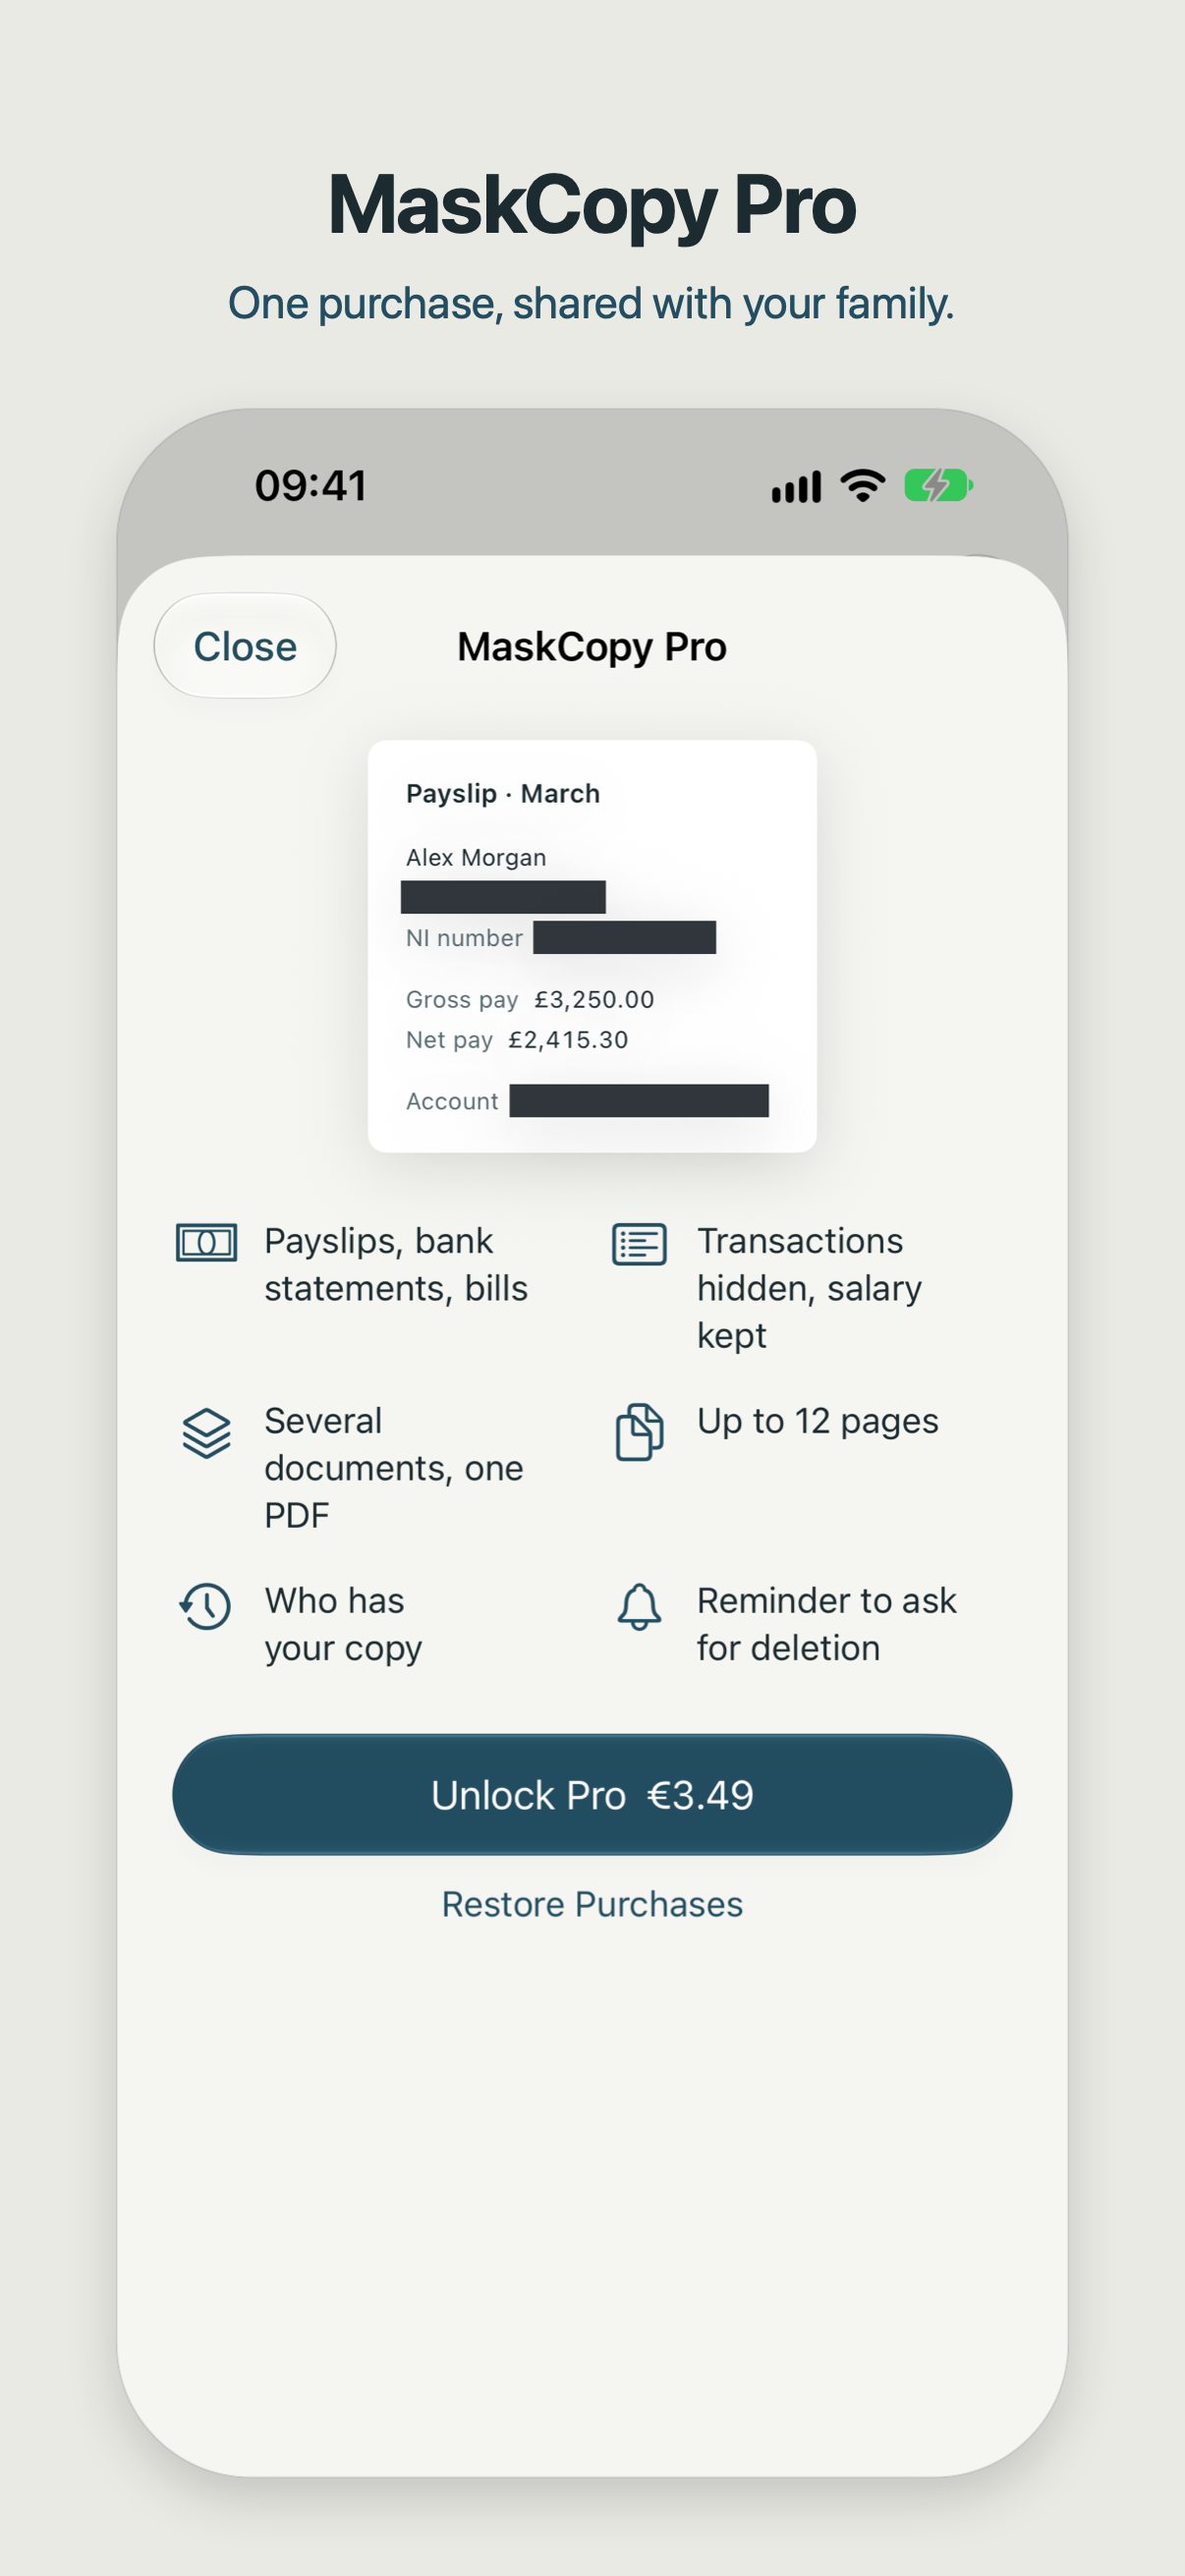 MaskCopy Pro
One purchase, shared with your family.
09:41
Close
MaskCopy Pro
Payslip · March
Alex Morgan
NI number
Gross pay £3,250.00
Net pay £2,415.30
Account
Payslips, bank
statements, bills
Transactions
hidden, salary
kept
Several
documents, one
PDF
Up to 12 pages
Who has
your copy
Reminder to ask
for deletion
Unlock Pro €3.49
Restore Purchases